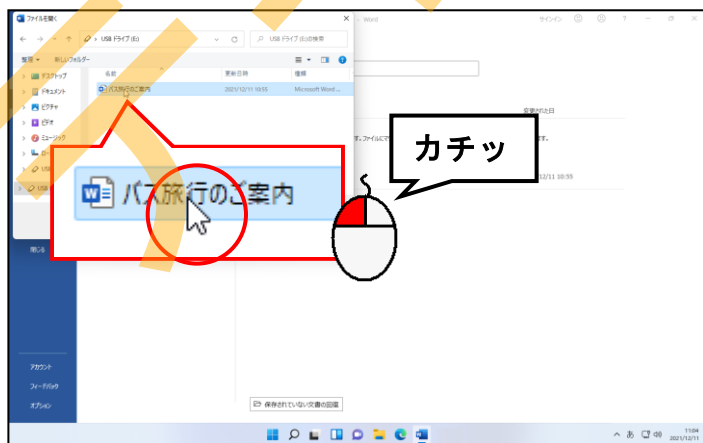 ファイルを開く
Word
サインイン
?
USB ドライブ (E:)
USB ドライブ (E:)の検索
整理
新しいフォルダー
名前
更新日時
種類
デスクトップ
バス旅行のご案内
2021/12/11 10:55
Microsoft Word ...
ドキュメント
ピクチャ
ビデオ
変更された日
ミュージック
カチッ
USB
USB
12/11 10:55
バス旅行のご案内
閉じる
アカウント
フィードバック
オプション
保存されていない文書の回復
あ
11:04
2021/12/11